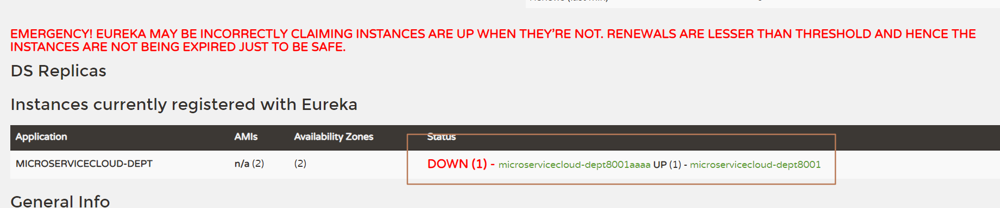 EMERGENCY! EUREKA MAY BE INCORRECTLY CLAIMING INSTANCES ARE UP WHEN THEY'RE NOT. RENEWALS ARE LESSER THAN THRESHOLD AND HENCE THE
INSTANCES ARE NOT BEING EXPIRED JUST TO BE SAFE.
DS Replicas
Instances currently registered with Eureka
Application AMIs Availability Zones Status
MICROSERVICECLOUD-DEPT n/a (2) (2) DOWN (1) - microservicecloud-dept8001aaaa UP (1) - microservicecloud-dept8001
General Info